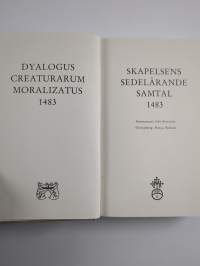 DYALOGUS
CREATURARUM
MORALIZATUS
1483
SKAPELSENS
SEDELÄRANDE
SAMTAL
1483